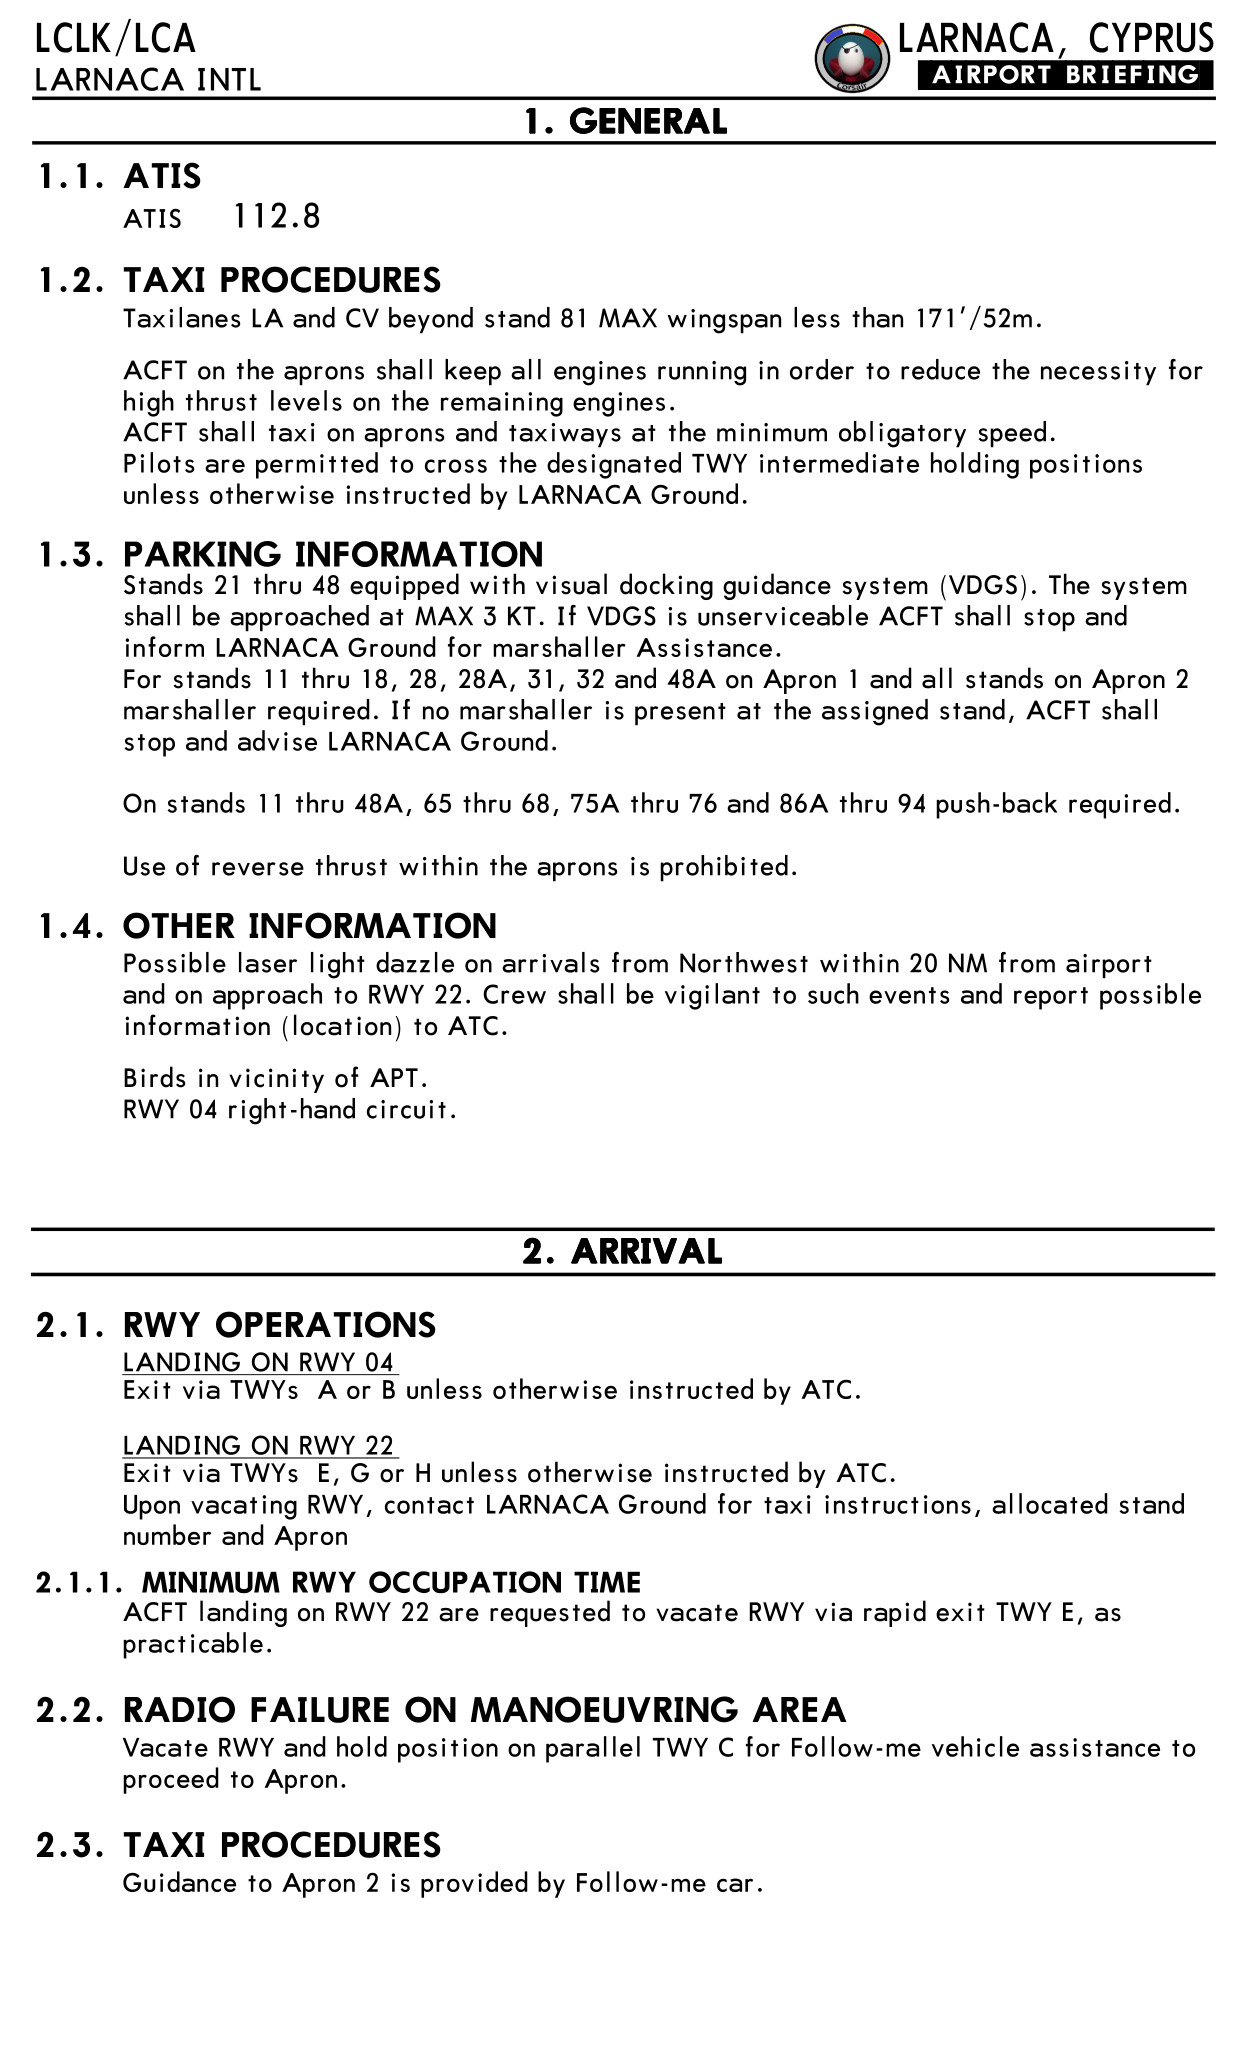 LCLK/LCA
LARNACA INTL
LARNACA, CYPRUS
AIRPORT BRIEFING
Corsair
1. GENERAL
1.1. ATIS
ATIS 112.8
1.2. TAXI PROCEDURES
Taxilanes LA and CV beyond stand 81 MAX wingspan less than 171'/52m.
ACFT on the aprons shall keep all engines running in order to reduce the necessity for
high thrust levels on the remaining engines.
ACFT shall taxi on aprons and taxiways at the minimum obligatory speed.
Pilots are permitted to cross the designated TWY intermediate holding positions
unless otherwise instructed by LARNACA Ground.
1.3. PARKING INFORMATION
Stands 21 thru 48 equipped with visual docking guidance system (VDGS). The system
shall be approached at MAX 3 KT. If VDGS is unserviceable ACFT shall stop and
inform LARNACA Ground for marshaller Assistance.
For stands 11 thru 18, 28, 28A, 31, 32 and 48A on Apron 1 and all stands on Apron 2
marshaller required. If no marshaller is present at the assigned stand, ACFT shall
stop and advise LARNACA Ground.
On stands 11 thru 48A, 65 thru 68, 75A thru 76 and 86A thru 94 push-back required.
Use of reverse thrust within the aprons is prohibited.
1.4. OTHER INFORMATION
Possible laser light dazzle on arrivals from Northwest within 20 NM from airport
and on approach to RWY 22. Crew shall be vigilant to such events and report possible
information (location) to ATC.
Birds in vicinity of APT.
RWY 04 right-hand circuit.
2. ARRIVAL
2.1. RWY OPERATIONS
LANDING ON RWY 04
Exit via TWYs A or B unless otherwise instructed by ATC.
LANDING ON RWY 22
Exit via TWYs E, G or H unless otherwise instructed by ATC.
Upon vacating RWY, contact LARNACA Ground for taxi instructions, allocated stand
number and Apron
2.1.1. MINIMUM RWY OCCUPATION TIME
ACFT landing on RWY 22 are requested to vacate RWY via rapid exit TWY E, as
practicable.
2.2. RADIO FAILURE ON MANOEUVRING AREA
Vacate RWY and hold position on parallel TWY C for Follow-me vehicle assistance to
proceed to Apron.
2.3. TAXI PROCEDURES
Guidance to Apron 2 is provided by Follow-me car.